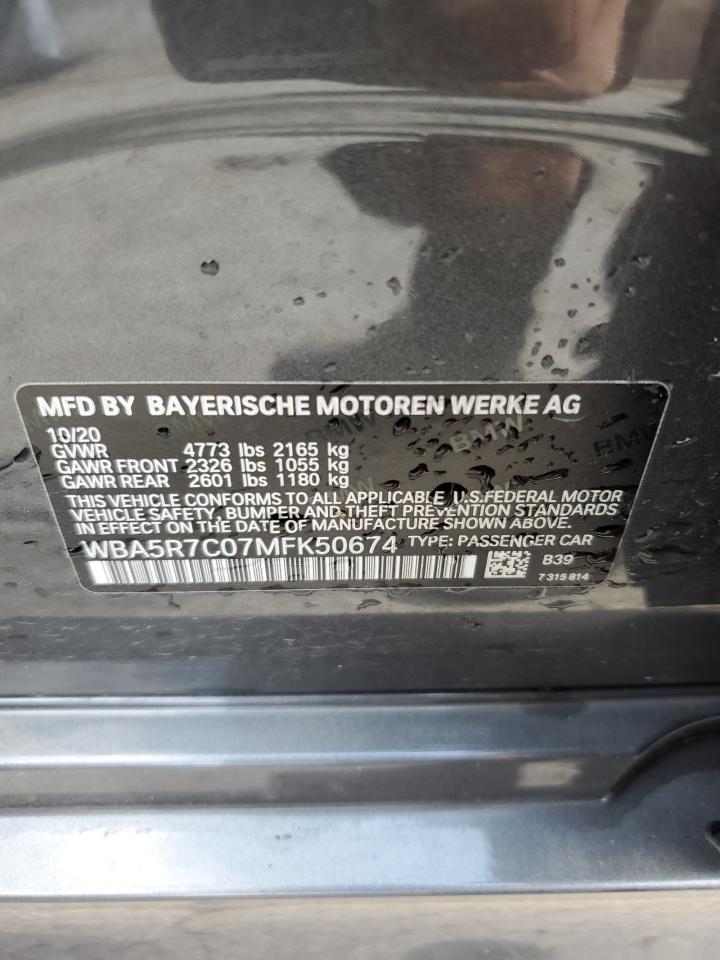 MFD BY BAYERISCHE MOTOREN WERKE AG
10/20
GVWR 4773 lbs 2165 kg
GAWR FRONT 2326 lbs 1055 kg
GAWR REAR 2601 lbs 1180 kg
THIS VEHICLE CONFORMS TO ALL APPLICABLE U.S.FEDERAL MOTOR
VEHICLE SAFETY, BUMPER AND THEFT PREVENTION STANDARDS
IN EFFECT ON THE DATE OF MANUFACTURE SHOWN ABOVE.
WBA5R7C07MFK50674 TYPE: PASSENGER CAR
B39
7 315 814
BMW
BMW